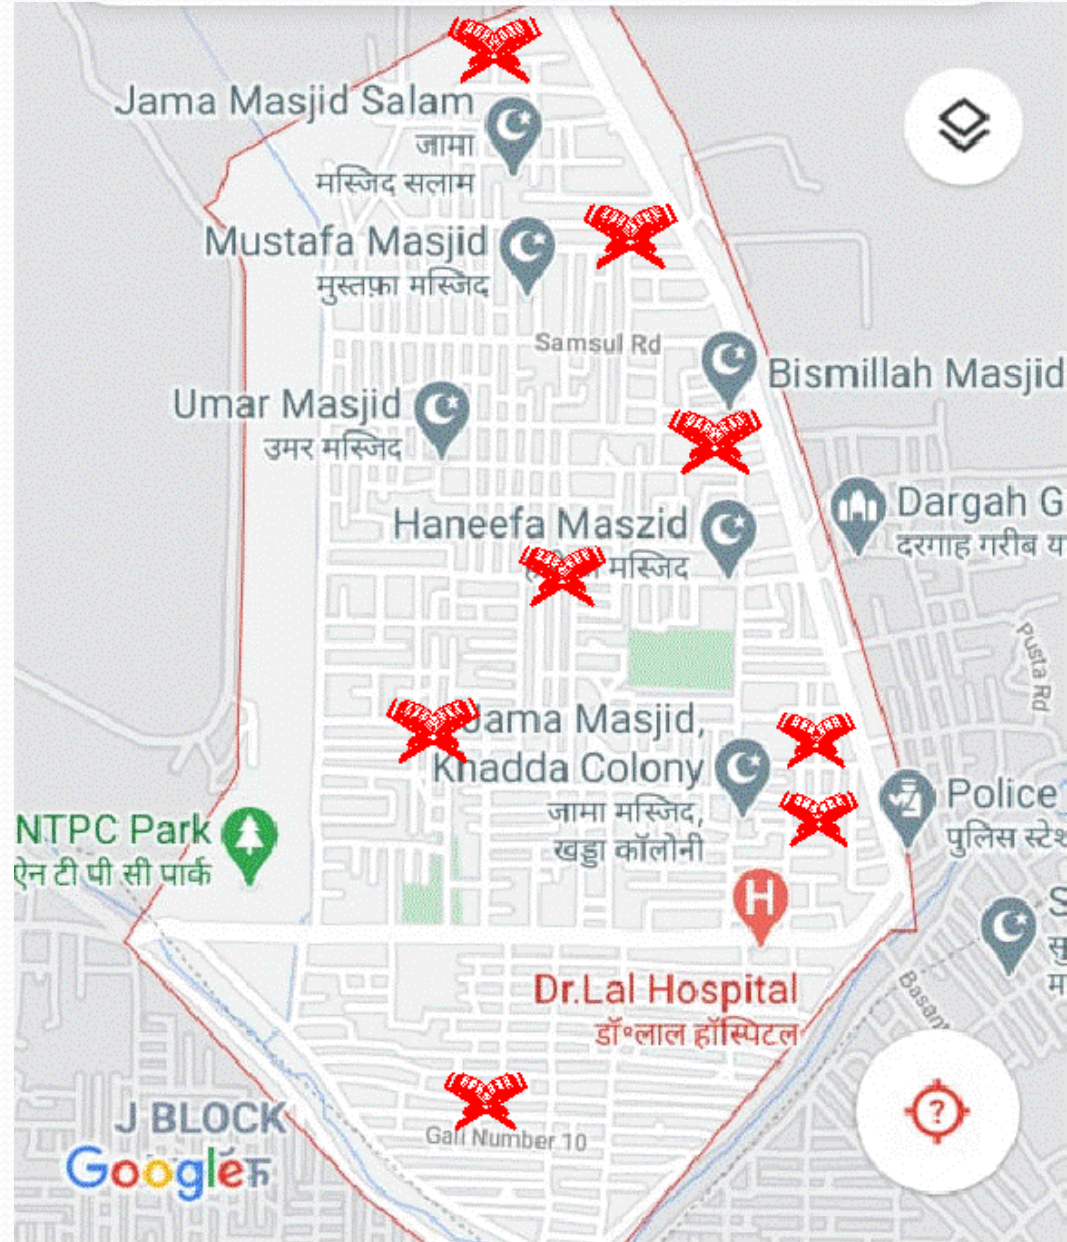 Jama Masjid Salam
जामा
मस्जिद सलाम
Mustafa Masjid
मुस्तफ़ा मस्जिद
Samsul Rd
Bismillah Masjid
Umar Masjid
उमर मस्जिद
Haneefa Maszid
मस्जिद
Dargah G
दरगाह गरीब
Pusta Rd
Jama Masjid,
Khadda Colony
जामा मस्जिद,
खड्डा कॉलोनी
NTPC Park
ऐन टी पी सी पार्क
Police
पुलिस
H
S
Dr.Lal Hospital
डॉ॰लाल हॉस्पिटल
Basant
?
J BLOCK
Gali Number 10
Google